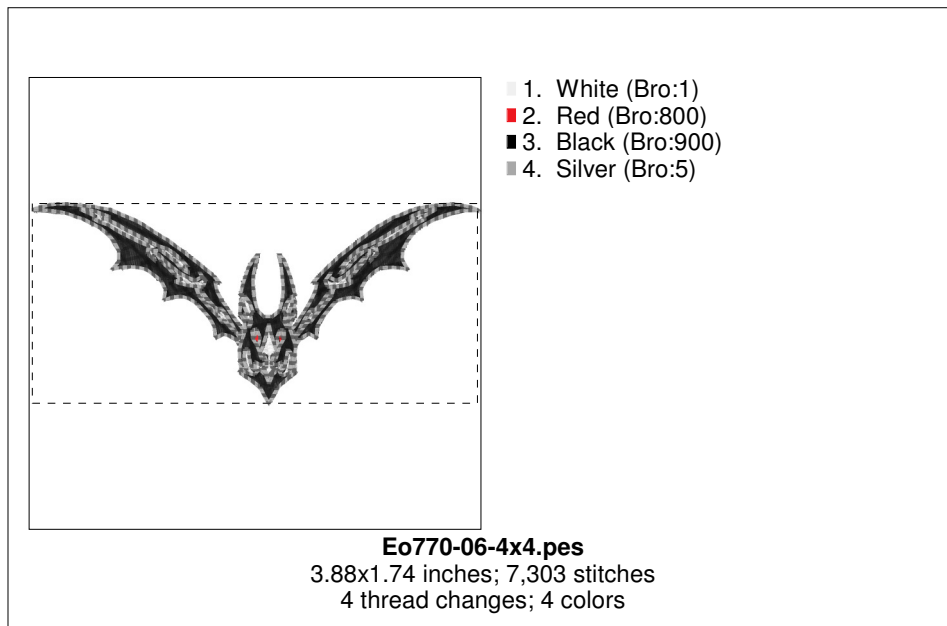 1. White (Bro:1)
2. Red (Bro:800)
3. Black (Bro:900)
4. Silver (Bro:5)
Eo770-06-4x4.pes
3.88x1.74 inches; 7,303 stitches
4 thread changes; 4 colors